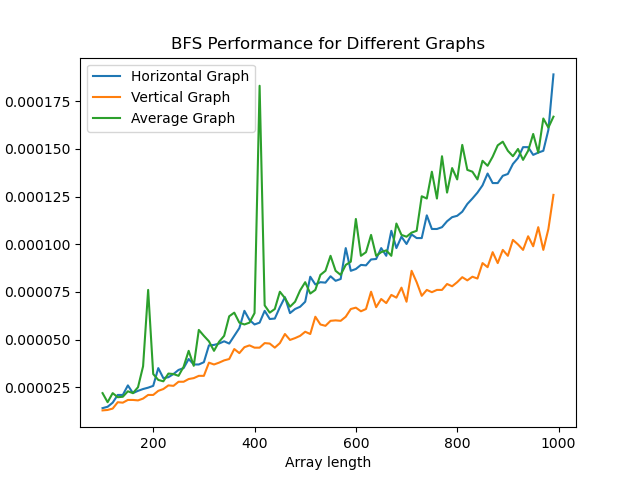 BFS Performance for Different Graphs
Horizontal Graph
Vertical Graph
Average Graph
0.000175
0.000150
0.000125
0.000100
0.000075
0.000050
0.000025
200 400 600 800 1000
Array length